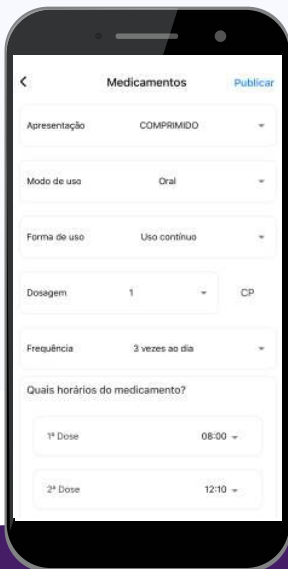 Medicamentos Publicar
Apresentação COMPRIMIDO
Modo de uso Oral
Forma de uso Uso contínuo
Dosagem 1 CP
Frequência 3 vezes ao dia
Quais horários do medicamento?
1ª Dose 08:00
2ª Dose 12:10